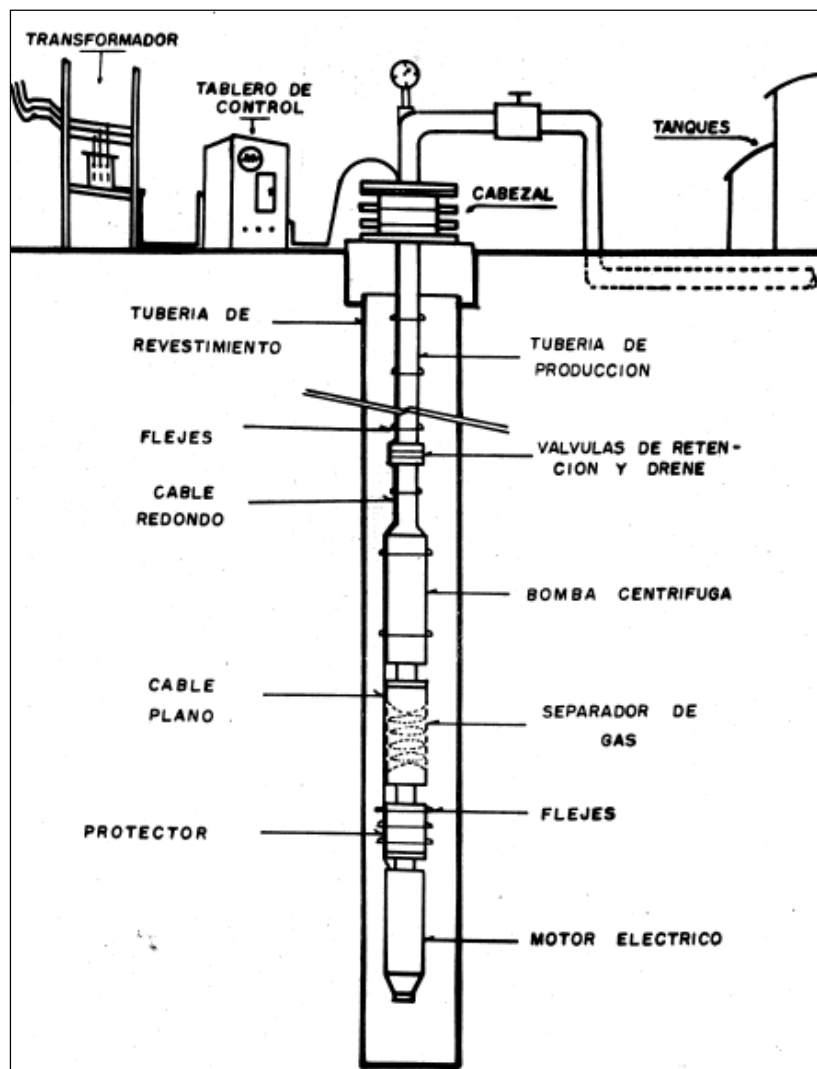 TRANSFORMADOR
TABLERO DE
CONTROL
TANQUES
CABEZAL
TUBERIA DE
REVESTIMIENTO
TUBERIA DE
PRODUCCION
FLEJES
VALVULAS DE RETEN-
CION Y DRENE
CABLE
REDONDO
BOMBA CENTRIFUGA
CABLE
PLANO
SEPARADOR DE
GAS
FLEJES
PROTECTOR
MOTOR ELECTRICO